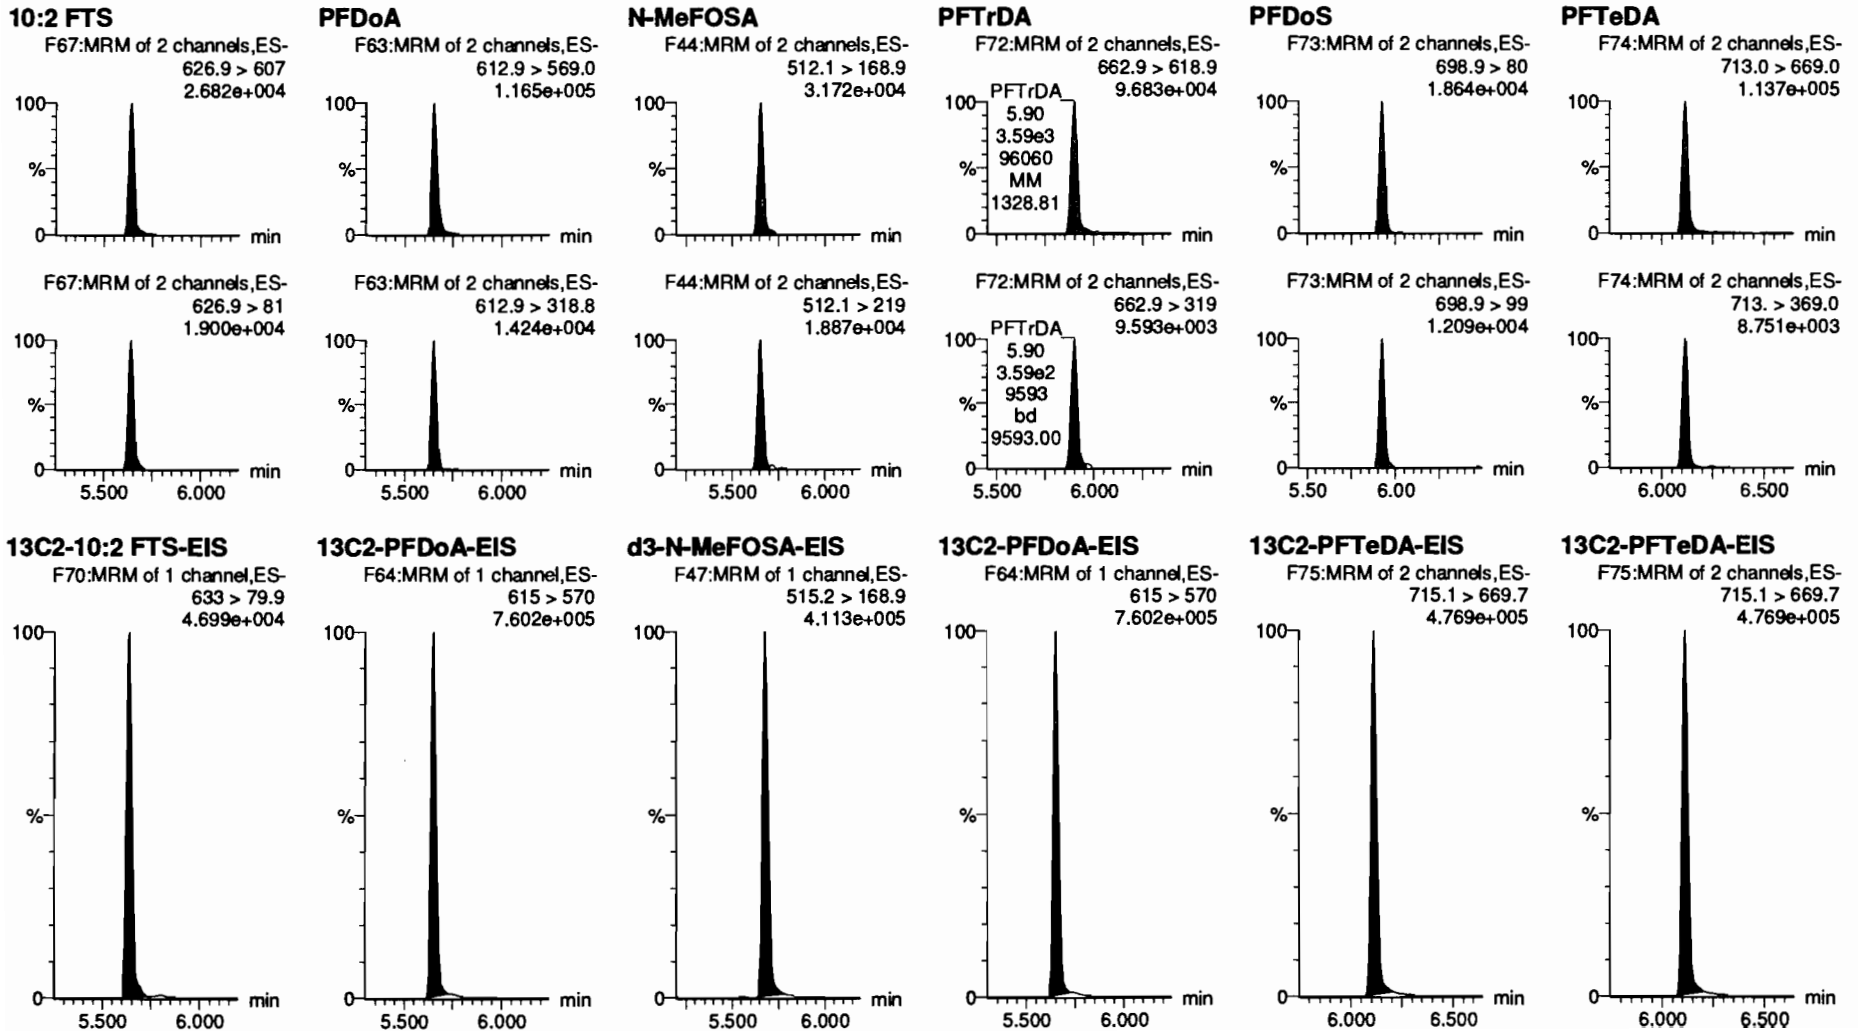 10:2 FTS
F67:MRM of 2 channels,ES-
626.9 > 607
2.682e+004
100
%
0
min
PFDoA
F63:MRM of 2 channels,ES-
612.9 > 569.0
1.165e+005
100
%
0
min
N-MeFOSA
F44:MRM of 2 channels,ES-
512.1 > 168.9
3.172e+004
100
%
0
min
PFTrDA
F72:MRM of 2 channels,ES-
662.9 > 618.9
9.683e+004
PFTrDA
5.90
3.59e3
96060
MM
1328.81
100
%
0
min
PFDoS
F73:MRM of 2 channels,ES-
698.9 > 80
1.864e+004
100
%
0
min
PFTeDA
F74:MRM of 2 channels,ES-
713.0 > 669.0
1.137e+005
100
%
0
min
F67:MRM of 2 channels,ES-
626.9 > 81
1.900e+004
100
%
0
min
5.500 6.000
F63:MRM of 2 channels,ES-
612.9 > 318.8
1.424e+004
100
%
0
min
5.500 6.000
F44:MRM of 2 channels,ES-
512.1 > 219
1.887e+004
100
%
0
min
5.500 6.000
F72:MRM of 2 channels,ES-
662.9 > 319
9.593e+003
PFTrDA
5.90
3.59e2
9593
bd
9593.00
100
%
0
min
5.500 6.000
F73:MRM of 2 channels,ES-
698.9 > 99
1.209e+004
100
%
0
min
5.50 6.00
F74:MRM of 2 channels,ES-
713. > 369.0
8.751e+003
100
%
0
min
6.000 6.500
13C2-10:2 FTS-EIS
F70:MRM of 1 channel,ES-
633 > 79.9
4.699e+004
100
%
0
min
5.500 6.000
13C2-PFDoA-EIS
F64:MRM of 1 channel,ES-
615 > 570
7.602e+005
100
%
0
min
5.500 6.000
d3-N-MeFOSA-EIS
F47:MRM of 1 channel,ES-
515.2 > 168.9
4.113e+005
100
%
0
min
5.500 6.000
13C2-PFDoA-EIS
F64:MRM of 1 channel,ES-
615 > 570
7.602e+005
100
%
0
min
5.500 6.000
13C2-PFTeDA-EIS
F75:MRM of 2 channels,ES-
715.1 > 669.7
4.769e+005
100
%
0
min
6.000 6.500
13C2-PFTeDA-EIS
F75:MRM of 2 channels,ES-
715.1 > 669.7
4.769e+005
100
%
0
min
6.000 6.500